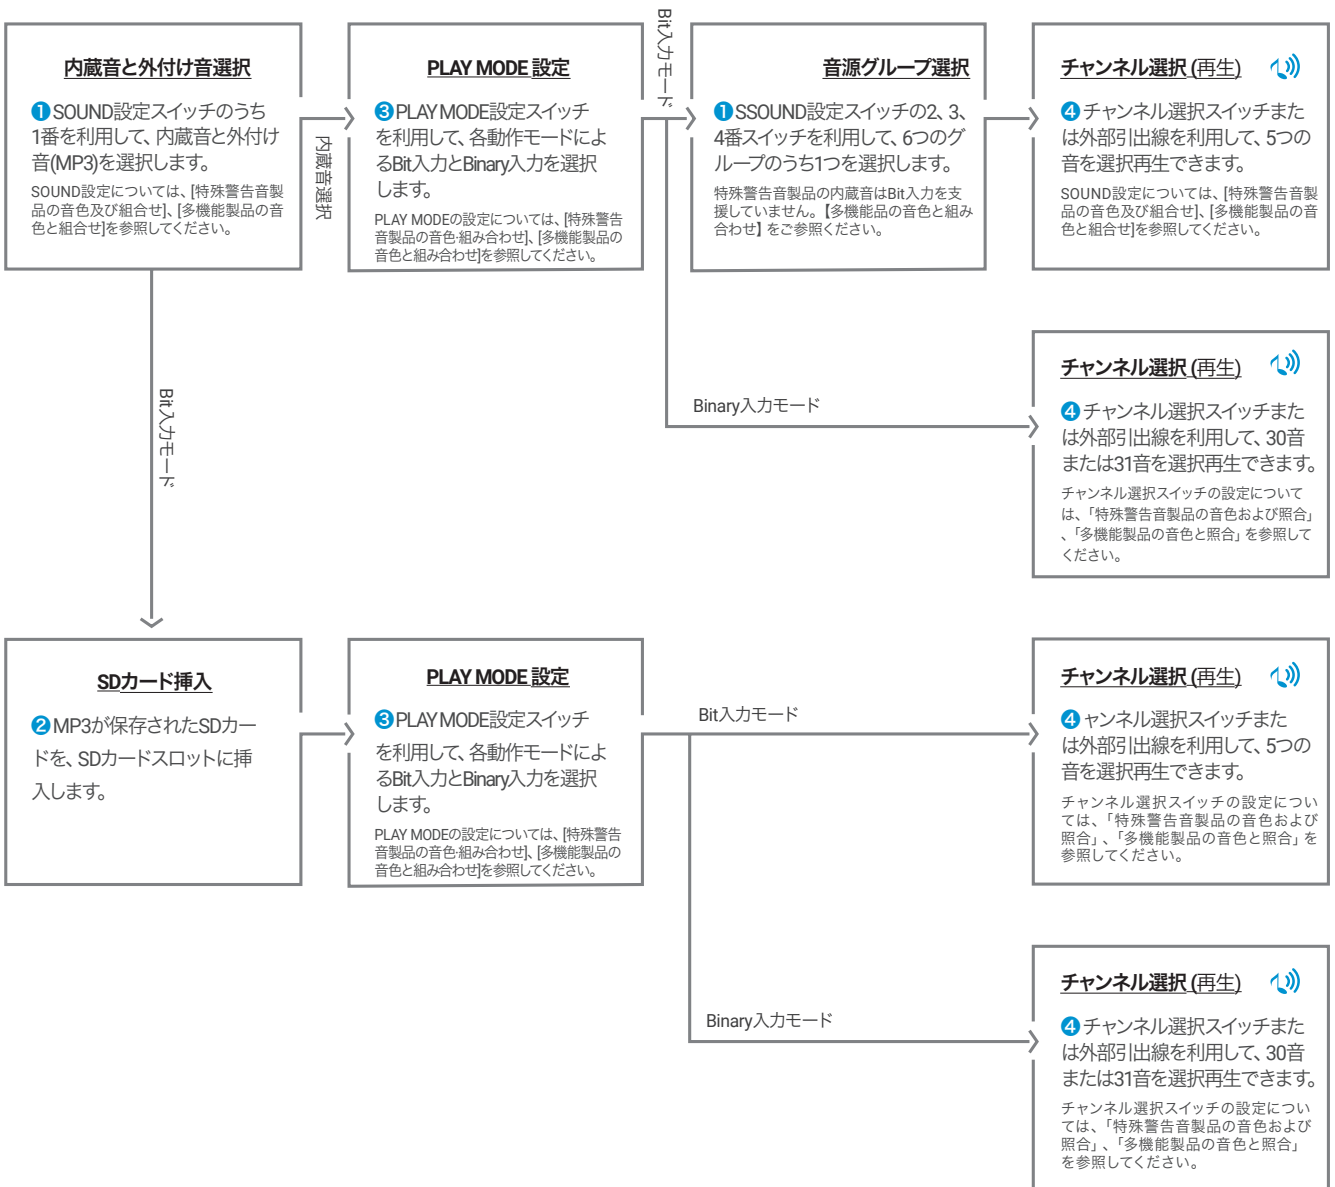 内蔵音と外付け音選択
❶SOUND設定スイッチのうち
1番を利用して、内蔵音と外付け
音(MP3)を選択します。
SOUND設定については、[特殊警告音製
品の音色及び組合せ]、[多機能製品の音
色と組合せ]を参照してください。
内蔵音選択
PLAY MODE 設定
❸PLAY MODE設定スイッチ
を利用して、各動作モードによ
るBit入力とBinary入力を選択
します。
PLAY MODEの設定については、[特殊警告
音製品の音色·組み合わせ]、[多機能製品の
音色と組み合わせ]を参照してください。
Bit入力モード
音源グループ選択
❶SSOUND設定スイッチの2、3、
4番スイッチを利用して、6つのグ
ループのうち1つを選択します。
特殊警告音製品の内蔵音はBit入力を支
援していません。【多機能品の音色と組み
合わせ】をご参照ください。
チャンネル選択 (再生)
❹チャンネル選択スイッチまた
は外部引出線を利用して、5つの
音を選択再生できます。
SOUND設定については、[特殊警告音製
品の音色及び組合せ]、[多機能製品の音
色と組合せ]を参照してください。
Binary入力モード
チャンネル選択 (再生)
❹チャンネル選択スイッチまた
は外部引出線を利用して、30音
または31音を選択再生できます。
チャンネル選択スイッチの設定について
は、「特殊警告音製品の音色および照合」
、「多機能製品の音色と照合」を参照して
ください。
Bit入力モード
SDカード挿入
❷MP3が保存されたSDカー
ドを、SDカードスロットに挿
入します。
PLAY MODE 設定
❸PLAY MODE設定スイッチ
を利用して、各動作モードによ
るBit入力とBinary入力を選択
します。
PLAY MODEの設定については、[特殊警告
音製品の音色·組み合わせ]、[多機能製品の
音色と組み合わせ]を参照してください。
Bit入力モード
チャンネル選択 (再生)
❹ャンネル選択スイッチまた
は外部引出線を利用して、5つの
音を選択再生できます。
チャンネル選択スイッチの設定につい
ては、「特殊警告音製品の音色および
照合」、「多機能製品の音色と照合」を
参照してください。
Binary入力モード
チャンネル選択 (再生)
❹チャンネル選択スイッチまた
は外部引出線を利用して、30音
または31音を選択再生できます。
チャンネル選択スイッチの設定につい
ては、「特殊警告音製品の音色および
照合」、「多機能製品の音色と照合」
を参照してください。